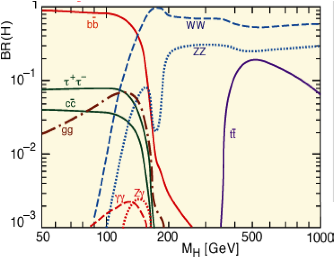 BR(H)
1
bb̄
WW
ZZ
10⁻¹
τ⁺τ⁻
cc̄
gg
tt̄
10⁻²
γγ
Zγ
10⁻³
50
100
200
500
1000
M_H [GeV]